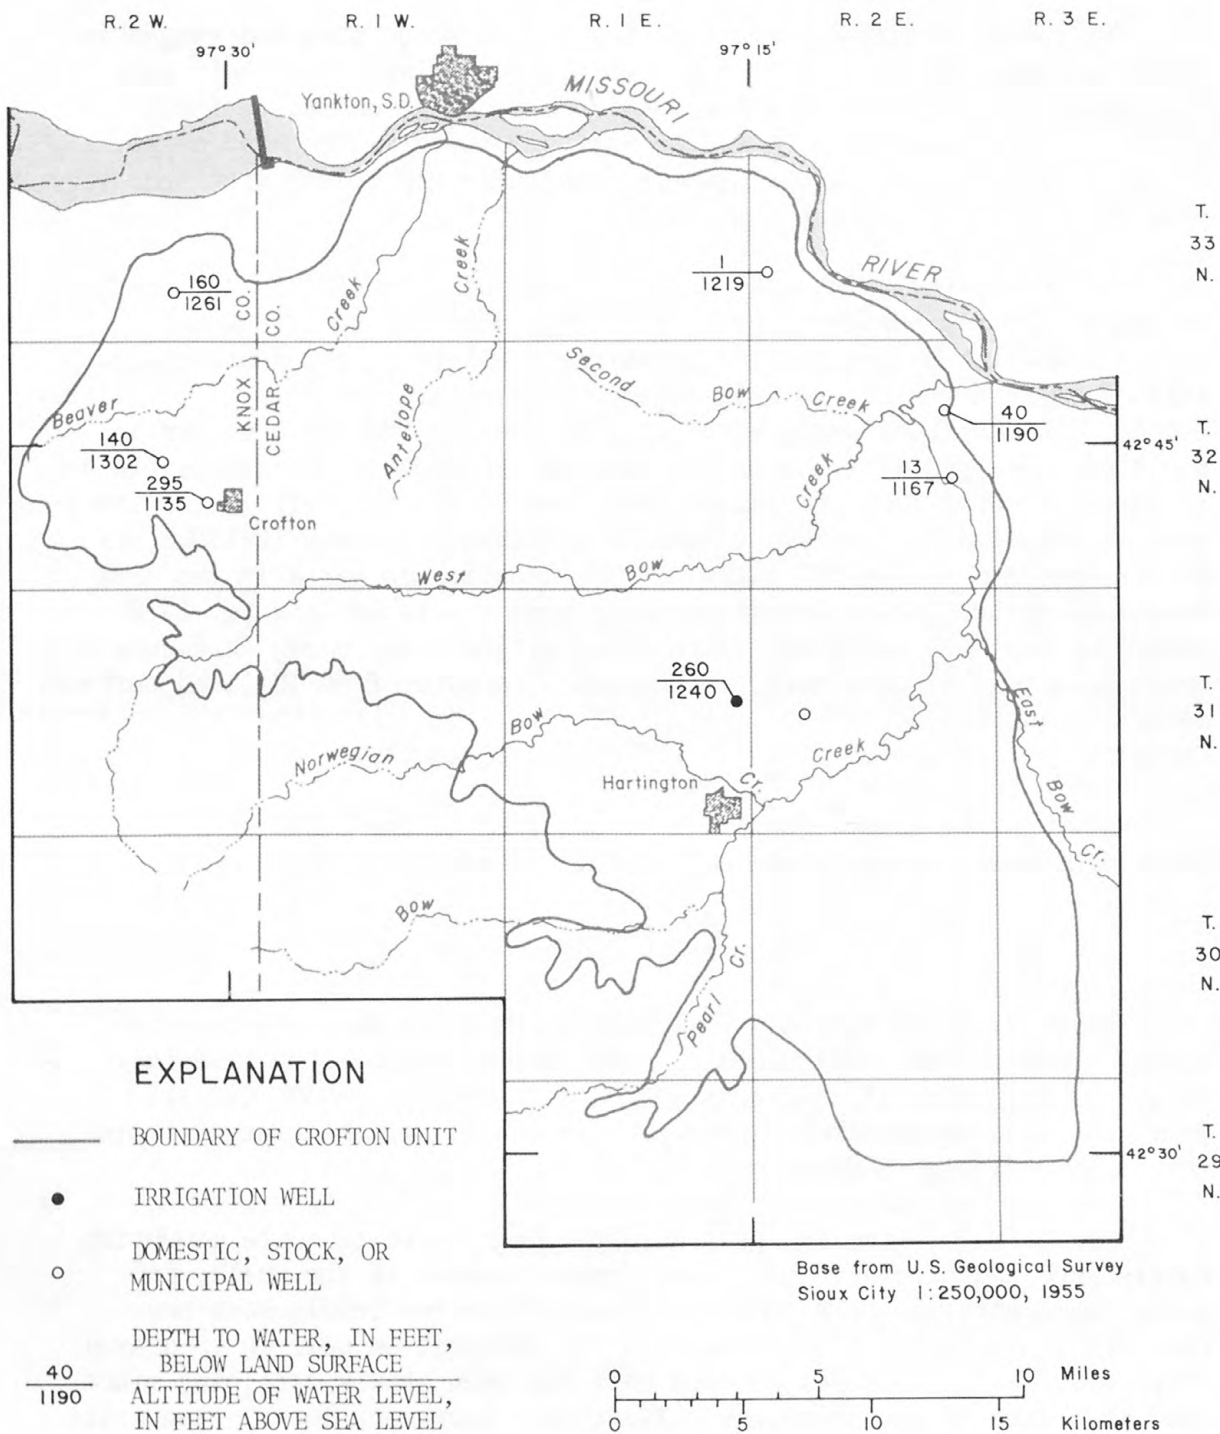 R. 2 W. R. 1 W. R. 1 E. R. 2 E. R. 3 E.
97°30' 97°15'
Yankton, S.D.
MISSOURI
RIVER
T.
33
N.
160
1261
1
1219
Creek
Creek
KNOX CO.
CEDAR CO.
Second Bow Creek
Beaver
Antelope
40
1190
42°45'
T.
32
N.
140
1302
295
1135
Crofton
13
1167
Creek
West Bow
260
1240
T.
31
N.
East Bow Cr.
Norwegian Bow Cr.
Creek
Hartington
Bow
Pearl Cr.
T.
30
N.
42°30'
T.
29
N.
EXPLANATION
BOUNDARY OF CROFTON UNIT
IRRIGATION WELL
DOMESTIC, STOCK, OR
MUNICIPAL WELL
40
1190
DEPTH TO WATER, IN FEET,
BELOW LAND SURFACE
ALTITUDE OF WATER LEVEL,
IN FEET ABOVE SEA LEVEL
Base from U.S. Geological Survey
Sioux City 1:250,000, 1955
0 5 10 Miles
0 5 10 15 Kilometers